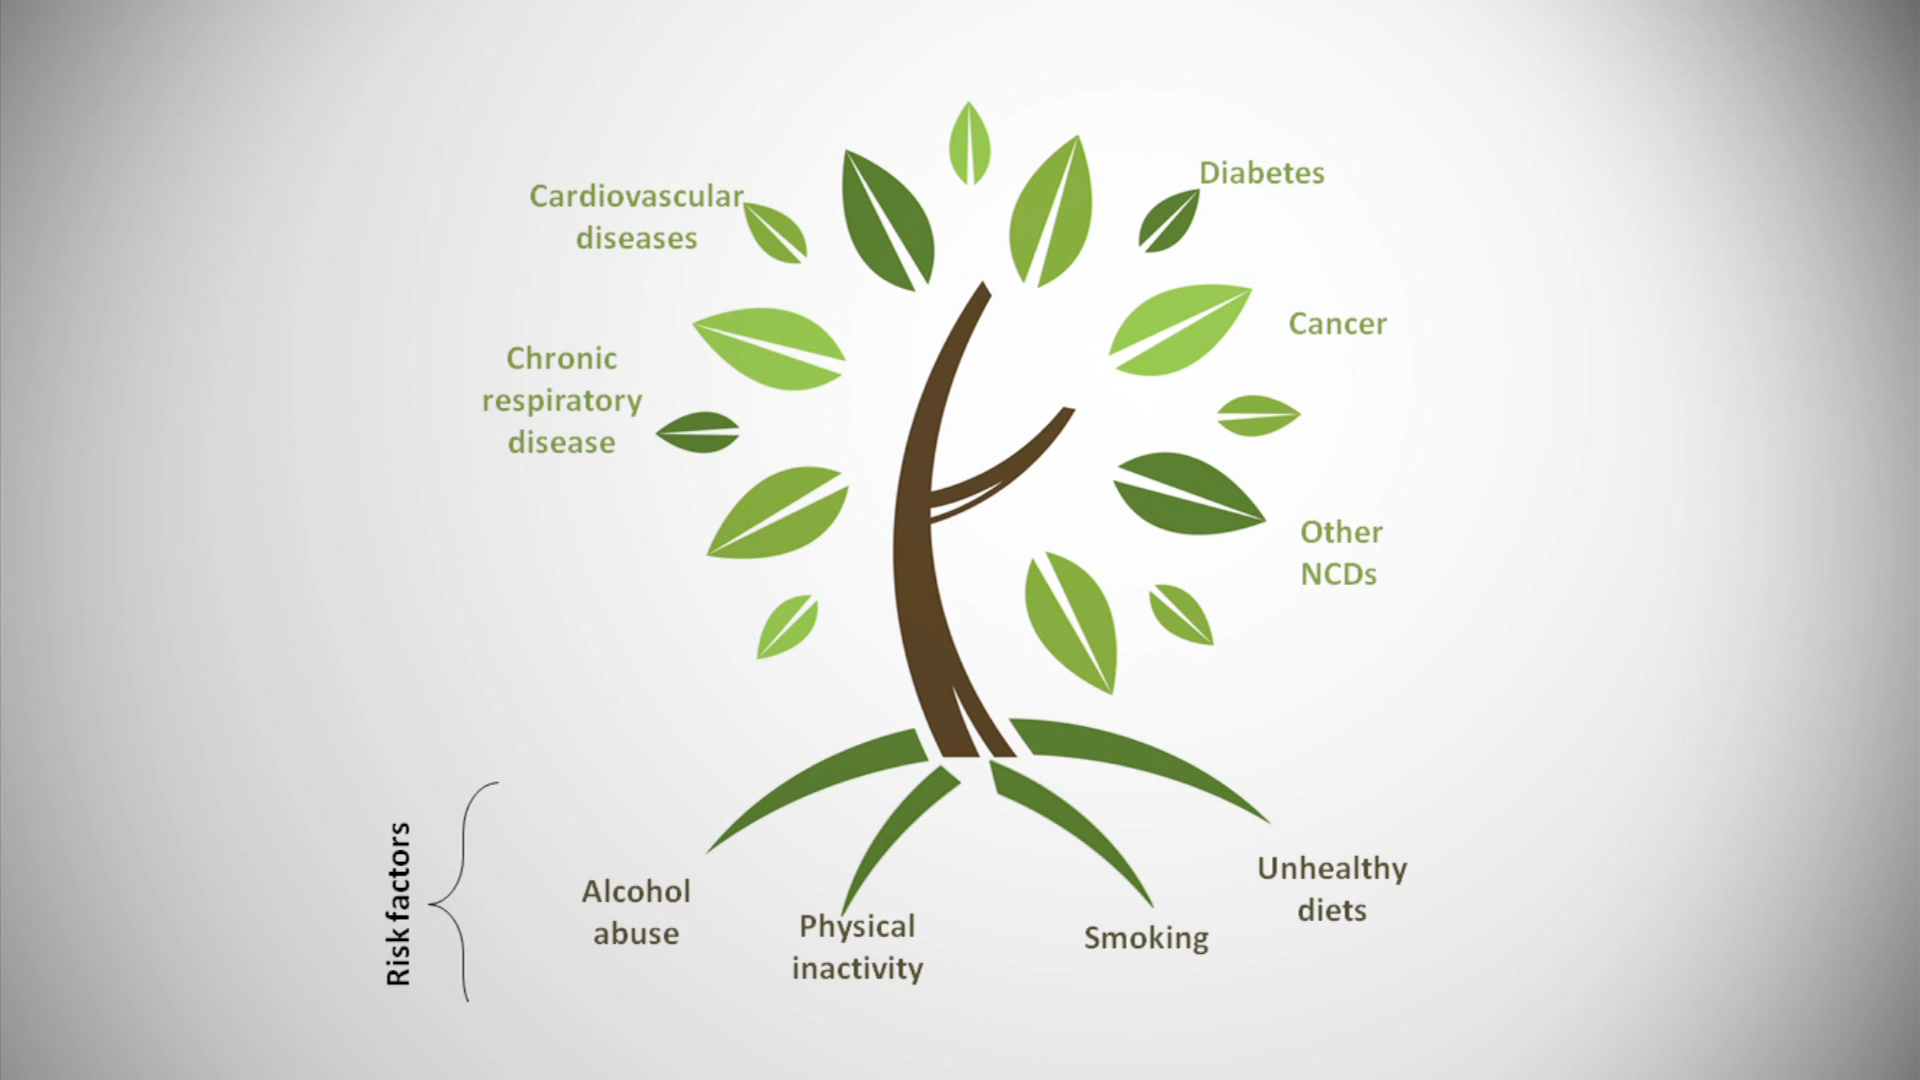 Cardiovascular
diseases
Diabetes
Cancer
Chronic
respiratory
disease
Other
NCDs
Risk factors
Alcohol
abuse
Physical
inactivity
Smoking
Unhealthy
diets